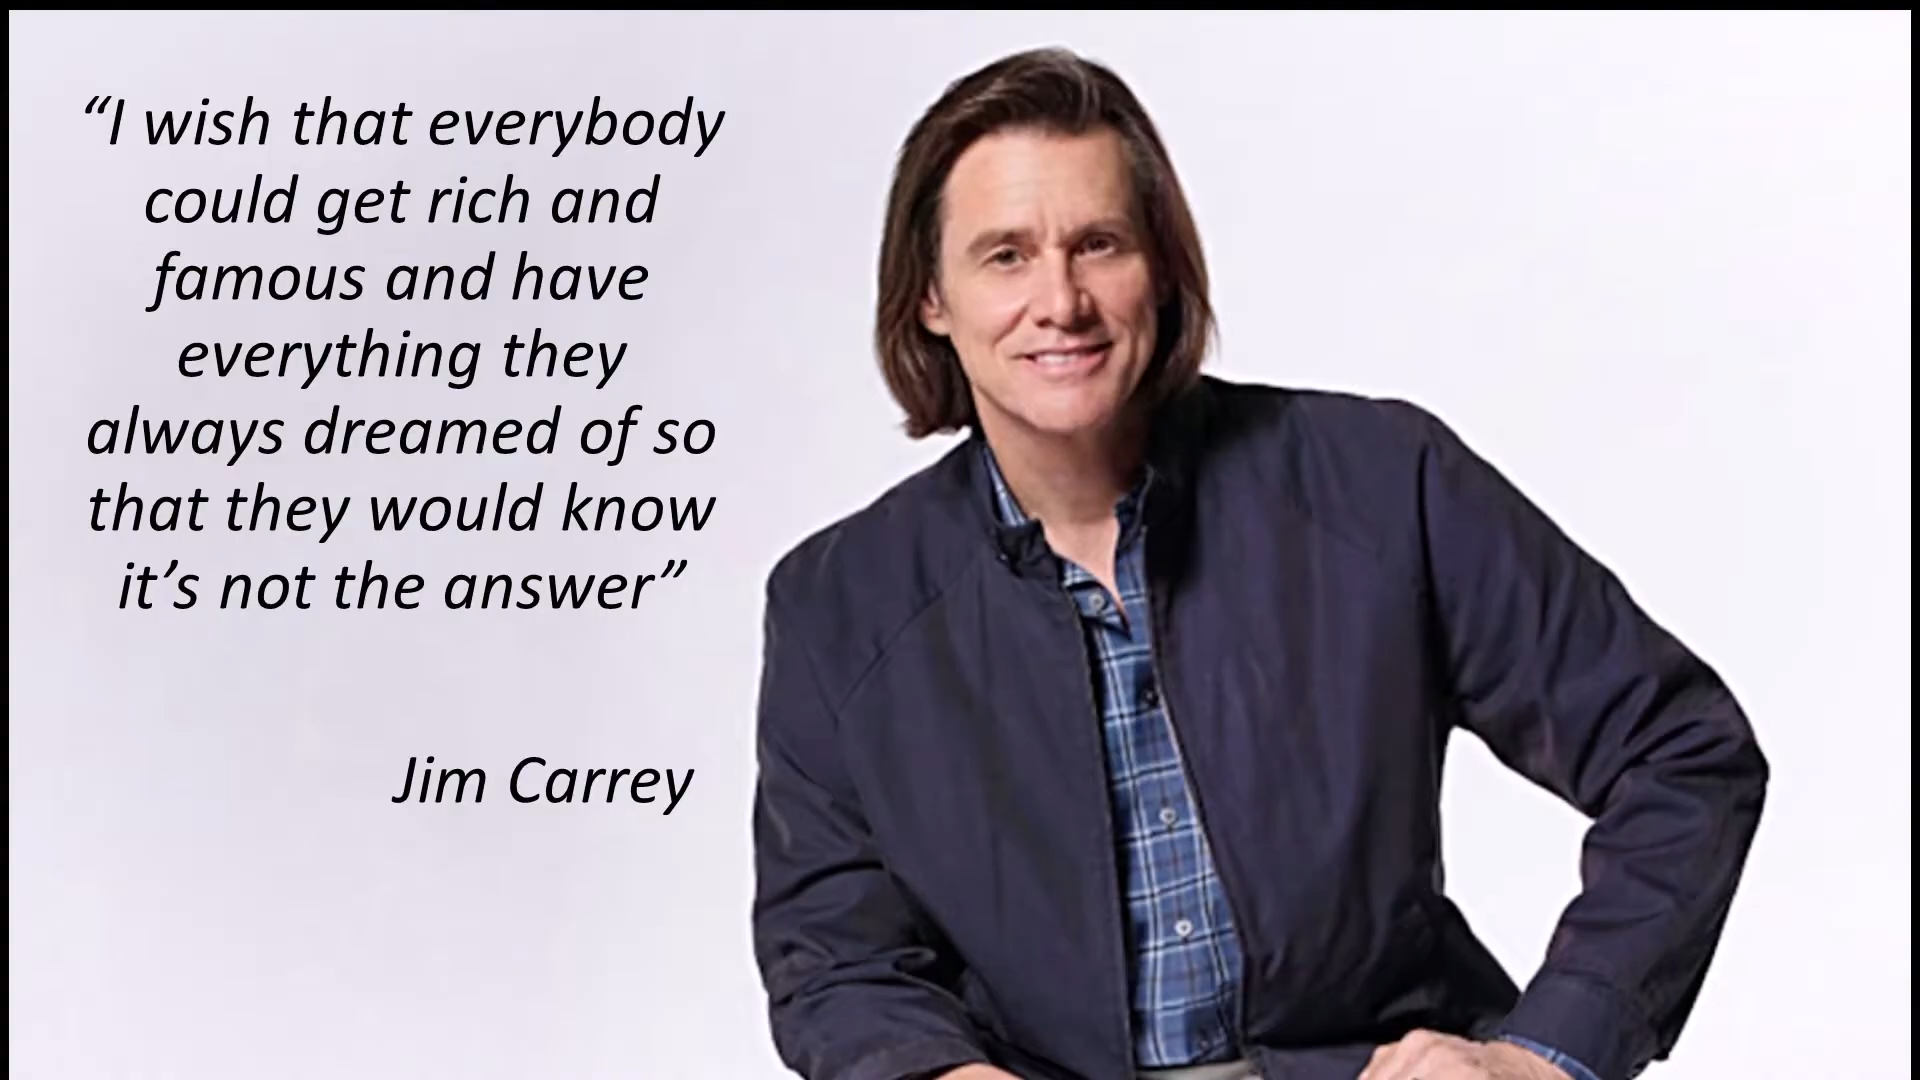 “I wish that everybody
could get rich and
famous and have
everything they
always dreamed of so
that they would know
it’s not the answer”
Jim Carrey